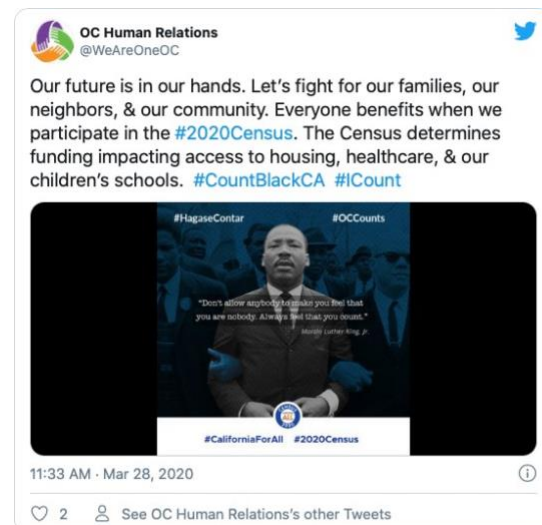 OC Human Relations
@WeAreOneOC
Our future is in our hands. Let’s fight for our families, our
neighbors, & our community. Everyone benefits when we
participate in the #2020Census. The Census determines
funding impacting access to housing, healthcare, & our
children’s schools. #CountBlackCA #ICount
#HagaseContar #OCCounts
"Don't allow anybody to make you feel that
you are nobody. Always feel that you count."
Martin Luther King, Jr.
#CaliforniaForAll #2020Census
11:33 AM · Mar 28, 2020
2 See OC Human Relations’s other Tweets